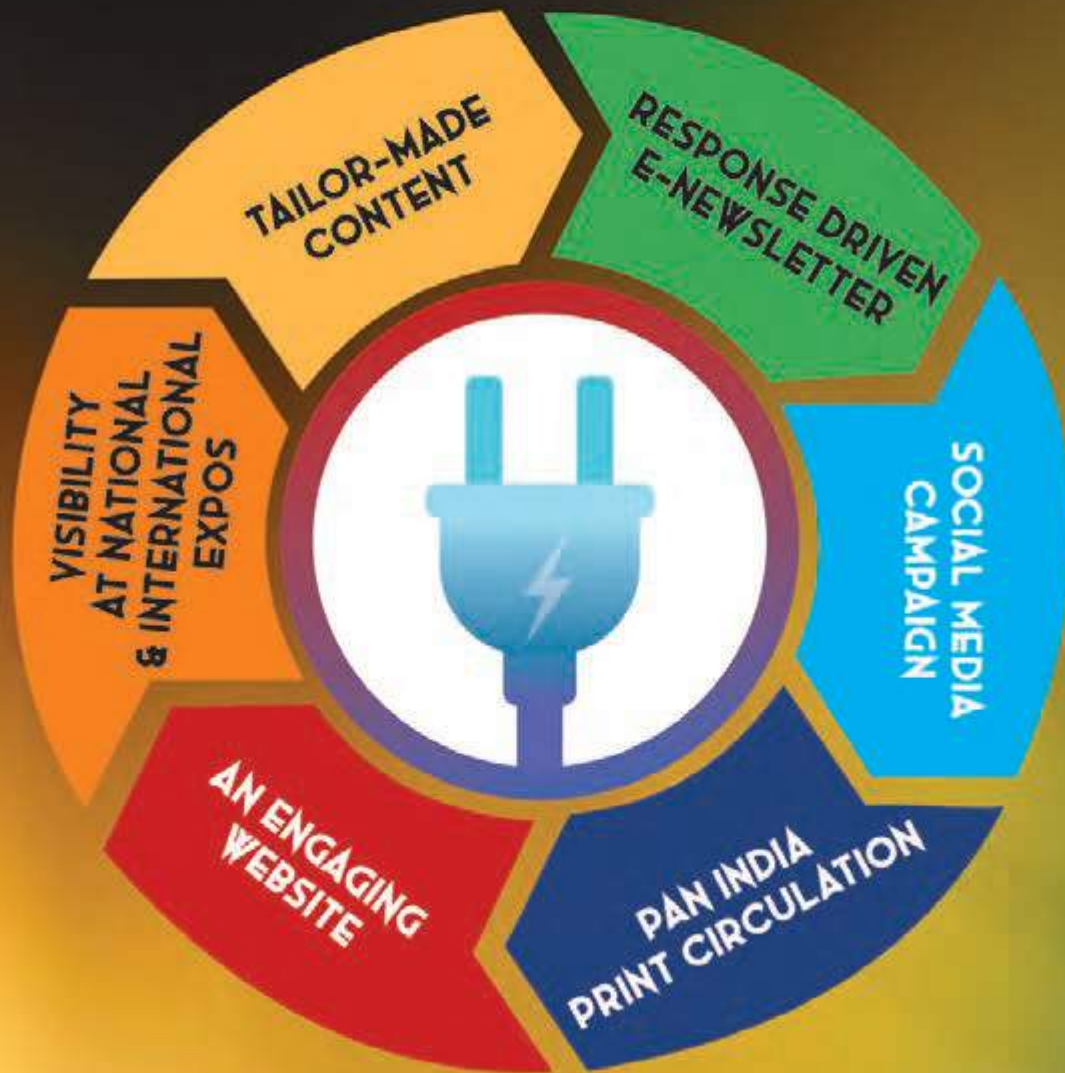 TAILOR-MADE
CONTENT
RESPONSE DRIVEN
E-NEWSLETTER
SOCIAL MEDIA
CAMPAIGN
PAN INDIA
PRINT CIRCULATION
AN ENGAGING
WEBSITE
VISIBILITY
AT NATIONAL
& INTERNATIONAL
EXPOS